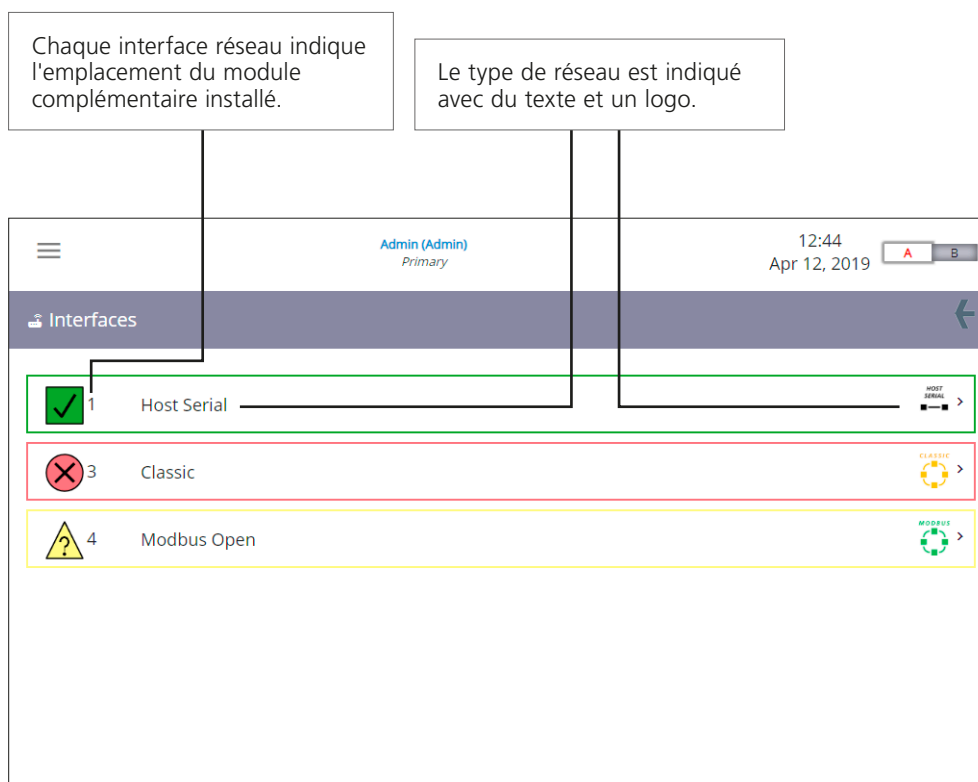 Chaque interface réseau indique
l'emplacement du module
complémentaire installé.
Le type de réseau est indiqué
avec du texte et un logo.
Admin (Admin)
Primary
12:44
Apr 12, 2019
A B
Interfaces
1 Host Serial HOST
SERIAL
3 Classic CLASSIC
4 Modbus Open MODBUS